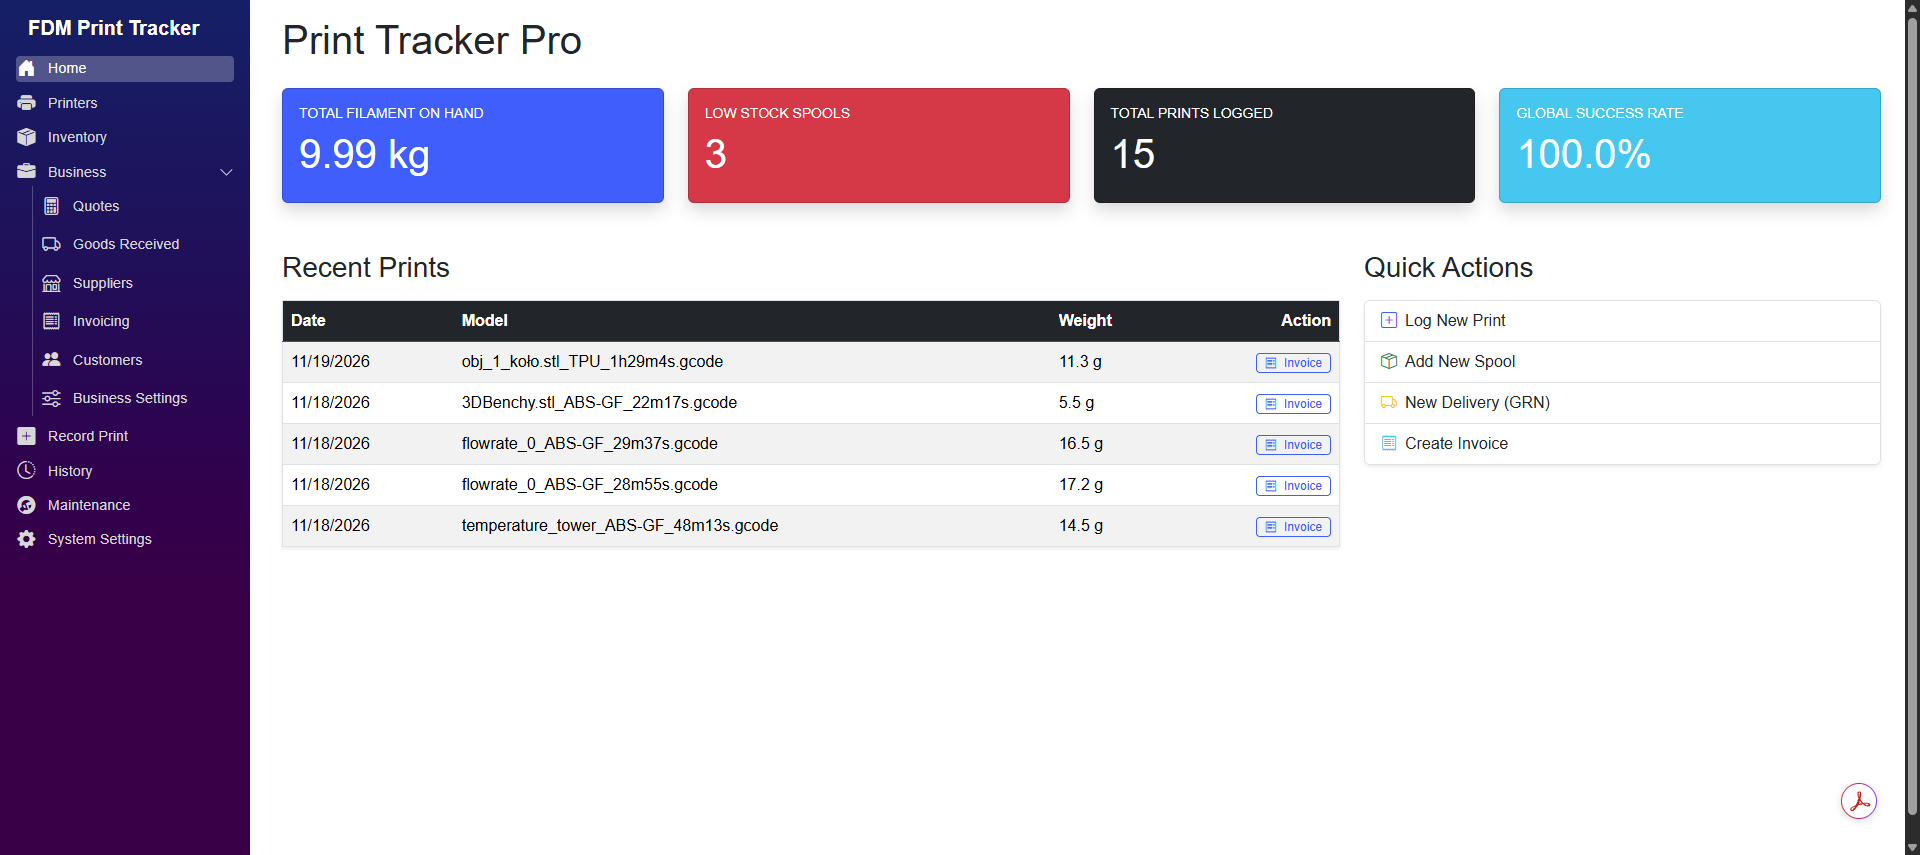 FDM Print Tracker
Home
Printers
Inventory
Business
Quotes
Goods Received
Suppliers
Invoicing
Customers
Business Settings
Record Print
History
Maintenance
System Settings
Print Tracker Pro
TOTAL FILAMENT ON HAND
9.99 kg
LOW STOCK SPOOLS
3
TOTAL PRINTS LOGGED
15
GLOBAL SUCCESS RATE
100.0%
Recent Prints
Date Model Weight Action
11/19/2026 obj_1_koło.stl_TPU_1h29m4s.gcode 11.3 g Invoice
11/18/2026 3DBenchy.stl_ABS-GF_22m17s.gcode 5.5 g Invoice
11/18/2026 flowrate_0_ABS-GF_29m37s.gcode 16.5 g Invoice
11/18/2026 flowrate_0_ABS-GF_28m55s.gcode 17.2 g Invoice
11/18/2026 temperature_tower_ABS-GF_48m13s.gcode 14.5 g Invoice
Quick Actions
Log New Print
Add New Spool
New Delivery (GRN)
Create Invoice